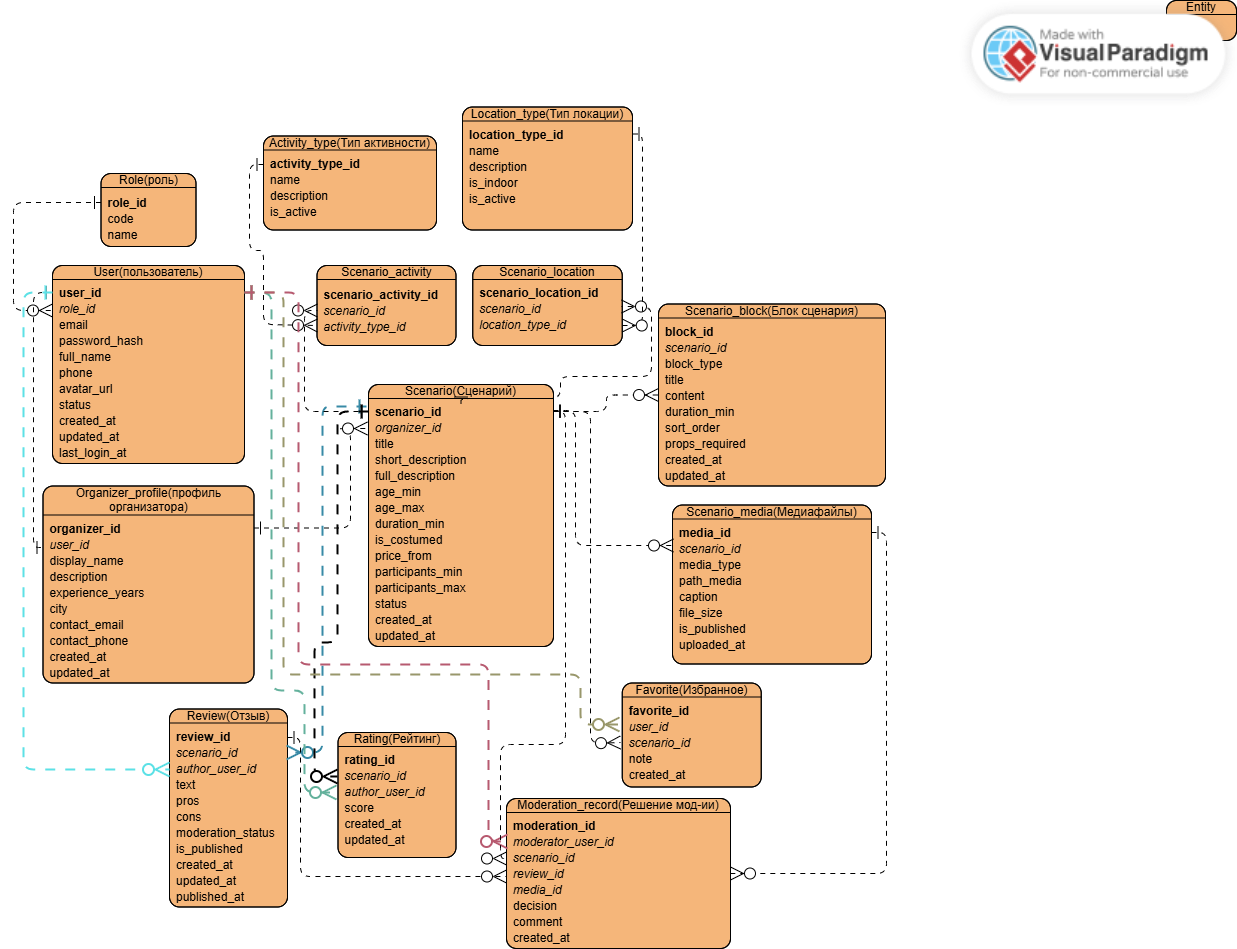 Entity
Made with
Visual Paradigm
For non-commercial use
Location_type(Тип локации)
location_type_id
name
description
is_indoor
is_active
Activity_type(Тип активности)
activity_type_id
name
description
is_active
Role(роль)
role_id
code
name
User(пользователь)
user_id
role_id
email
password_hash
full_name
phone
avatar_url
status
created_at
updated_at
last_login_at
Scenario_activity
scenario_activity_id
scenario_id
activity_type_id
Scenario_location
scenario_location_id
scenario_id
location_type_id
Scenario_block(Блок сценария)
block_id
scenario_id
block_type
title
content
duration_min
sort_order
props_required
created_at
updated_at
Scenario(Сценарий)
scenario_id
organizer_id
title
short_description
full_description
age_min
age_max
duration_min
is_costumed
price_from
participants_min
participants_max
status
created_at
updated_at
Organizer_profile(профиль
организатора)
organizer_id
user_id
display_name
description
experience_years
city
contact_email
contact_phone
created_at
updated_at
Scenario_media(Медиафайлы)
media_id
scenario_id
media_type
path_media
caption
file_size
is_published
uploaded_at
Favorite(Избранное)
favorite_id
user_id
scenario_id
note
created_at
Review(Отзыв)
review_id
scenario_id
author_user_id
text
pros
cons
moderation_status
is_published
created_at
updated_at
published_at
Rating(Рейтинг)
rating_id
scenario_id
author_user_id
score
created_at
updated_at
Moderation_record(Решение мод-ии)
moderation_id
moderator_user_id
scenario_id
review_id
media_id
decision
comment
created_at